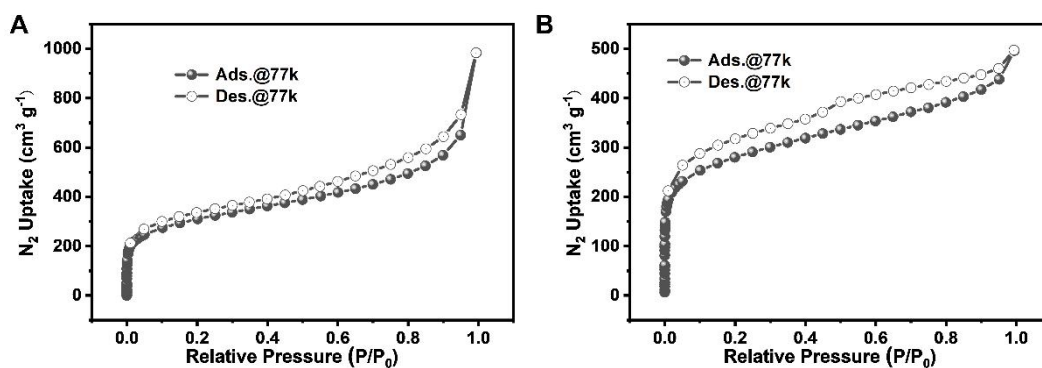 A
N₂ Uptake (cm³ g⁻¹)
1000
800
600
400
200
0
Ads.@77k
Des.@77k
0.0 0.2 0.4 0.6 0.8 1.0
Relative Pressure (P/P₀)
B
N₂ Uptake (cm³ g⁻¹)
500
400
300
200
100
0
Ads.@77k
Des.@77k
0.0 0.2 0.4 0.6 0.8 1.0
Relative Pressure (P/P₀)